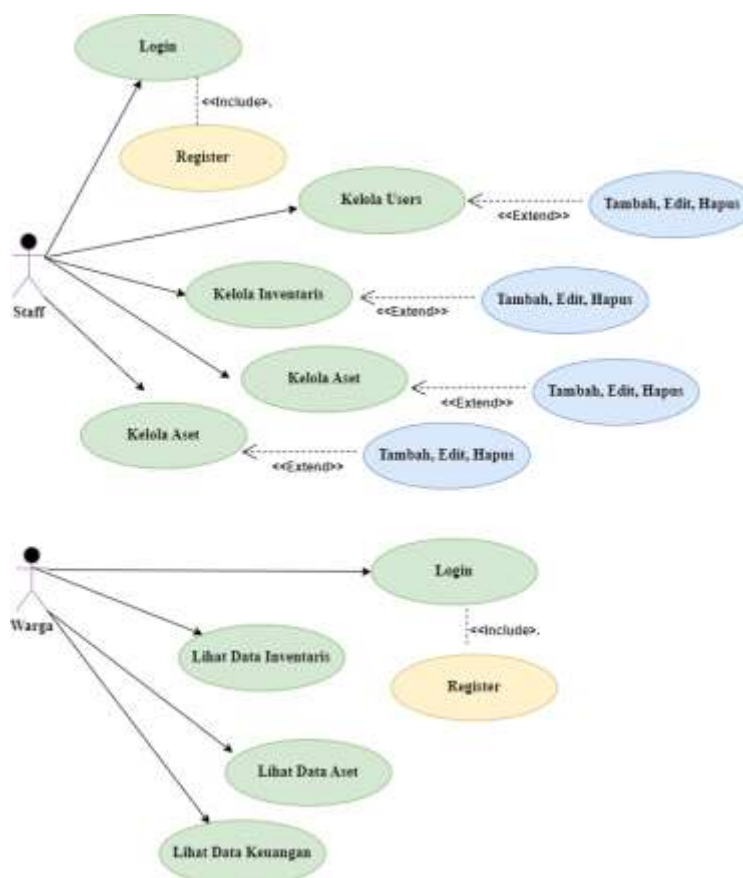 Login
<<Include>.
Register
Kelola Users
<<Extend>>
Tambah, Edit, Hapus
Staff
Kelola Inventaris
<<Extend>>
Tambah, Edit, Hapus
Kelola Aset
<<Extend>>
Tambah, Edit, Hapus
Kelola Aset
<<Extend>>
Tambah, Edit, Hapus
Login
Warga
<<Include>.
Lihat Data Inventaris
Register
Lihat Data Aset
Lihat Data Keuangan